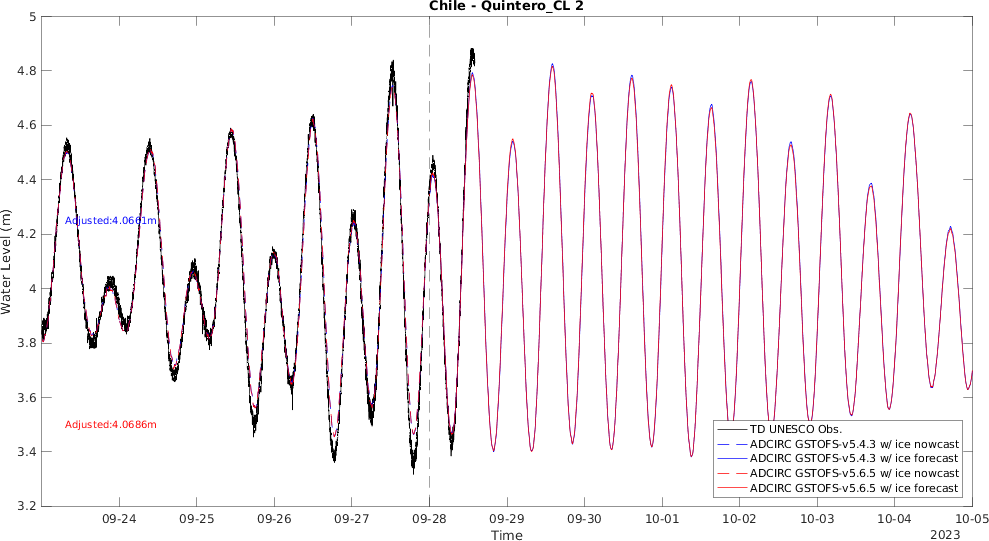 Chile - Quintero_CL 2
5
4.8
4.6
4.4
4.2
4
3.8
3.6
3.4
3.2
Water Level (m)
Adjusted:4.0661m
Adjusted:4.0686m
TD UNESCO Obs.
ADCIRC GSTOFS-v5.4.3 w/ ice nowcast
ADCIRC GSTOFS-v5.4.3 w/ ice forecast
ADCIRC GSTOFS-v5.6.5 w/ ice nowcast
ADCIRC GSTOFS-v5.6.5 w/ ice forecast
09-24 09-25 09-26 09-27 09-28 09-29 09-30 10-01 10-02 10-03 10-04 10-05
Time
2023